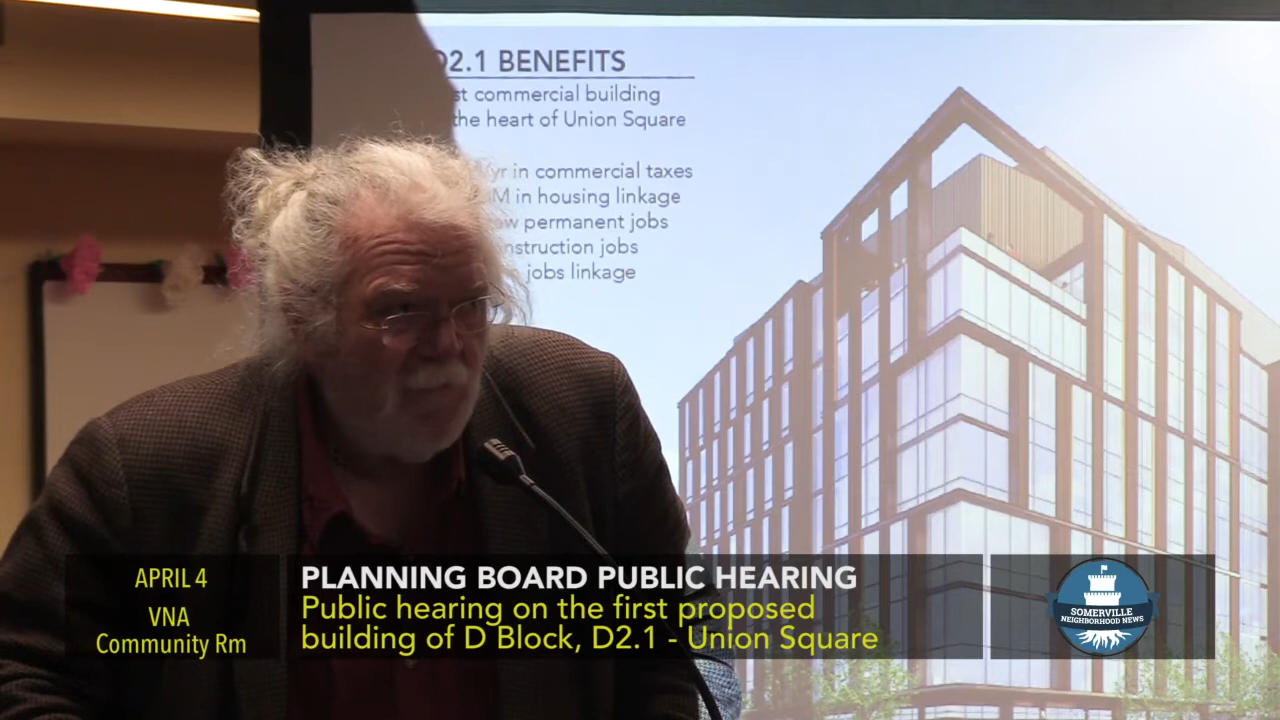 D2.1 BENEFITS
commercial building
the heart of Union Square
yr in commercial taxes
M in housing linkage
permanent jobs
jobs
jobs linkage
APRIL 4
VNA
Community Rm
PLANNING BOARD PUBLIC HEARING
Public hearing on the first proposed
building of D Block, D2.1 - Union Square
SOMERVILLE
NEIGHBORHOOD NEWS